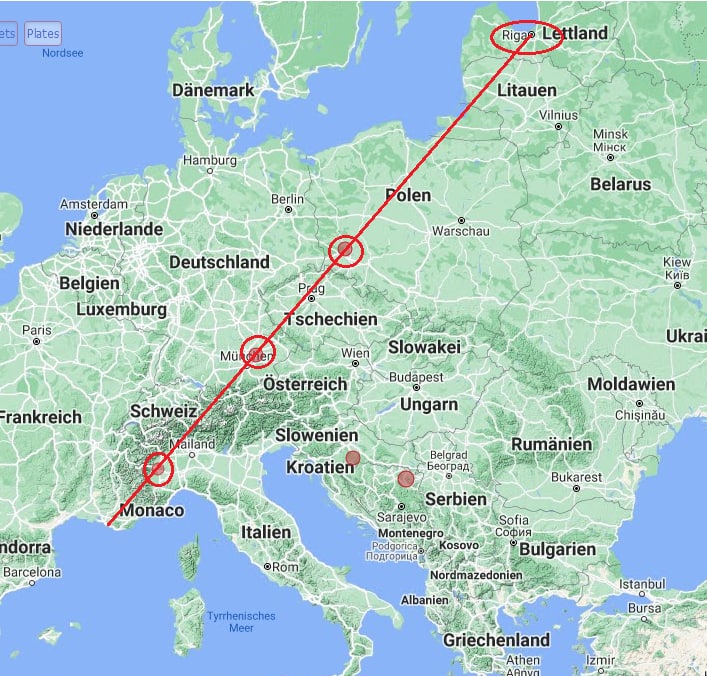 ets
Plates
Nordsee
Riga
Lettland
Dänemark
Litauen
Vilnius
Minsk
Мінск
Hamburg
Belarus
Amsterdam
Berlin
Polen
Niederlande
Warschau
Deutschland
Kiew
Київ
Belgien
Prag
Luxemburg
Tschechien
Ukrai
Paris
Slowakei
Wien
München
Österreich
Budapest
Moldawien
Ungarn
Chișinău
Frankreich
Schweiz
Mailand
Slowenien
Rumänien
Belgrad
Београд
Kroatien
Bukarest
Serbien
Monaco
Sarajevo
Sofia
София
Italien
Montenegro
Kosovo
Podgorica
Подгорица
Bulgarien
ndorra
Barcelona
Rom
Nordmazedonien
Istanbul
Albanien
Bursa
Tyrrhenisches
Meer
Griechenland
Athen
Αθήνα
Izmir